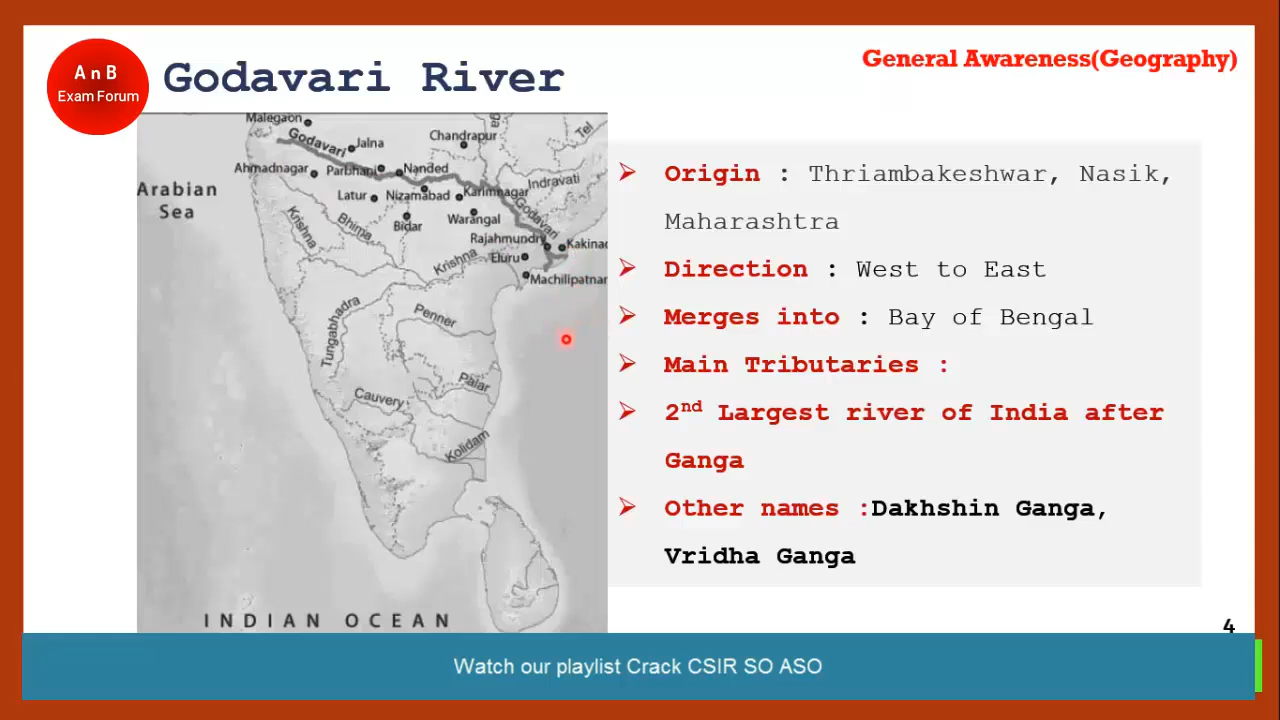 A n B
Exam Forum
Godavari River
General Awareness(Geography)
Malegaon
Godavari
Jalna
Chandrapur
Tel
Ahmadnagar
Parbhani
Nanded
Indravati
Arabian
Sea
Latur
Nizamabad
Karimnagar
Godavari
Krishna
Bhima
Bidar
Warangal
Rajahmundry
Kakinad
Krishna
Eluru
Machilipatnam
Tungabhadra
Penner
Palar
Cauvery
Kolidam
INDIAN OCEAN
➢ Origin : Thriambakeshwar, Nasik,
Maharashtra
➢ Direction : West to East
➢ Merges into : Bay of Bengal
➢ Main Tributaries :
➢ 2nd Largest river of India after
Ganga
➢ Other names :Dakhshin Ganga,
Vridha Ganga
4
Watch our playlist Crack CSIR SO ASO